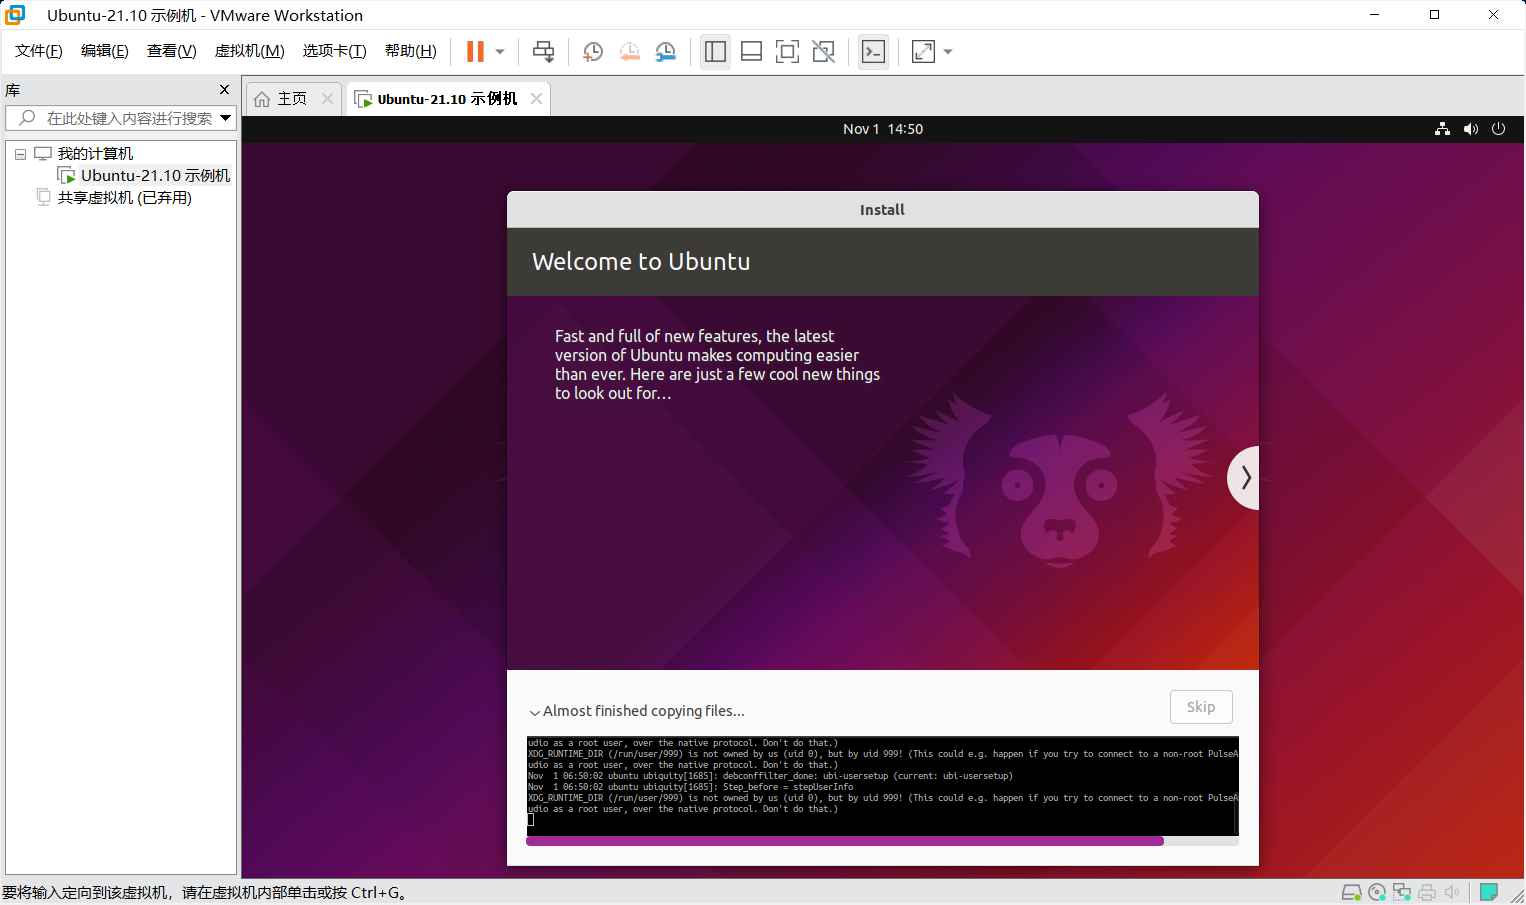 Ubuntu-21.10 示例机 - VMware Workstation
文件(F) 编辑(E) 查看(V) 虚拟机(M) 选项卡(T) 帮助(H)
库
在此处键入内容进行搜索
我的计算机
Ubuntu-21.10 示例机
共享虚拟机 (已弃用)
主页 Ubuntu-21.10 示例机
Nov 1 14:50
Install
Welcome to Ubuntu
Fast and full of new features, the latest
version of Ubuntu makes computing easier
than ever. Here are just a few cool new things
to look out for…
Almost finished copying files...
Skip
udio as a root user, over the native protocol. Don't do that.)
XDG_RUNTIME_DIR (/run/user/999) is not owned by us (uid 0), but by uid 999! (This could e.g. happen if you try to connect to a non-root PulseA
udio as a root user, over the native protocol. Don't do that.)
Nov  1 06:50:02 ubuntu ubiquity[1685]: debconffilter_done: ubi-usersetup (current: ubi-usersetup)
Nov  1 06:50:02 ubuntu ubiquity[1685]: Step_before = stepUserInfo
XDG_RUNTIME_DIR (/run/user/999) is not owned by us (uid 0), but by uid 999! (This could e.g. happen if you try to connect to a non-root PulseA
udio as a root user, over the native protocol. Don't do that.)
要将输入定向到该虚拟机，请在虚拟机内部单击或按 Ctrl+G。